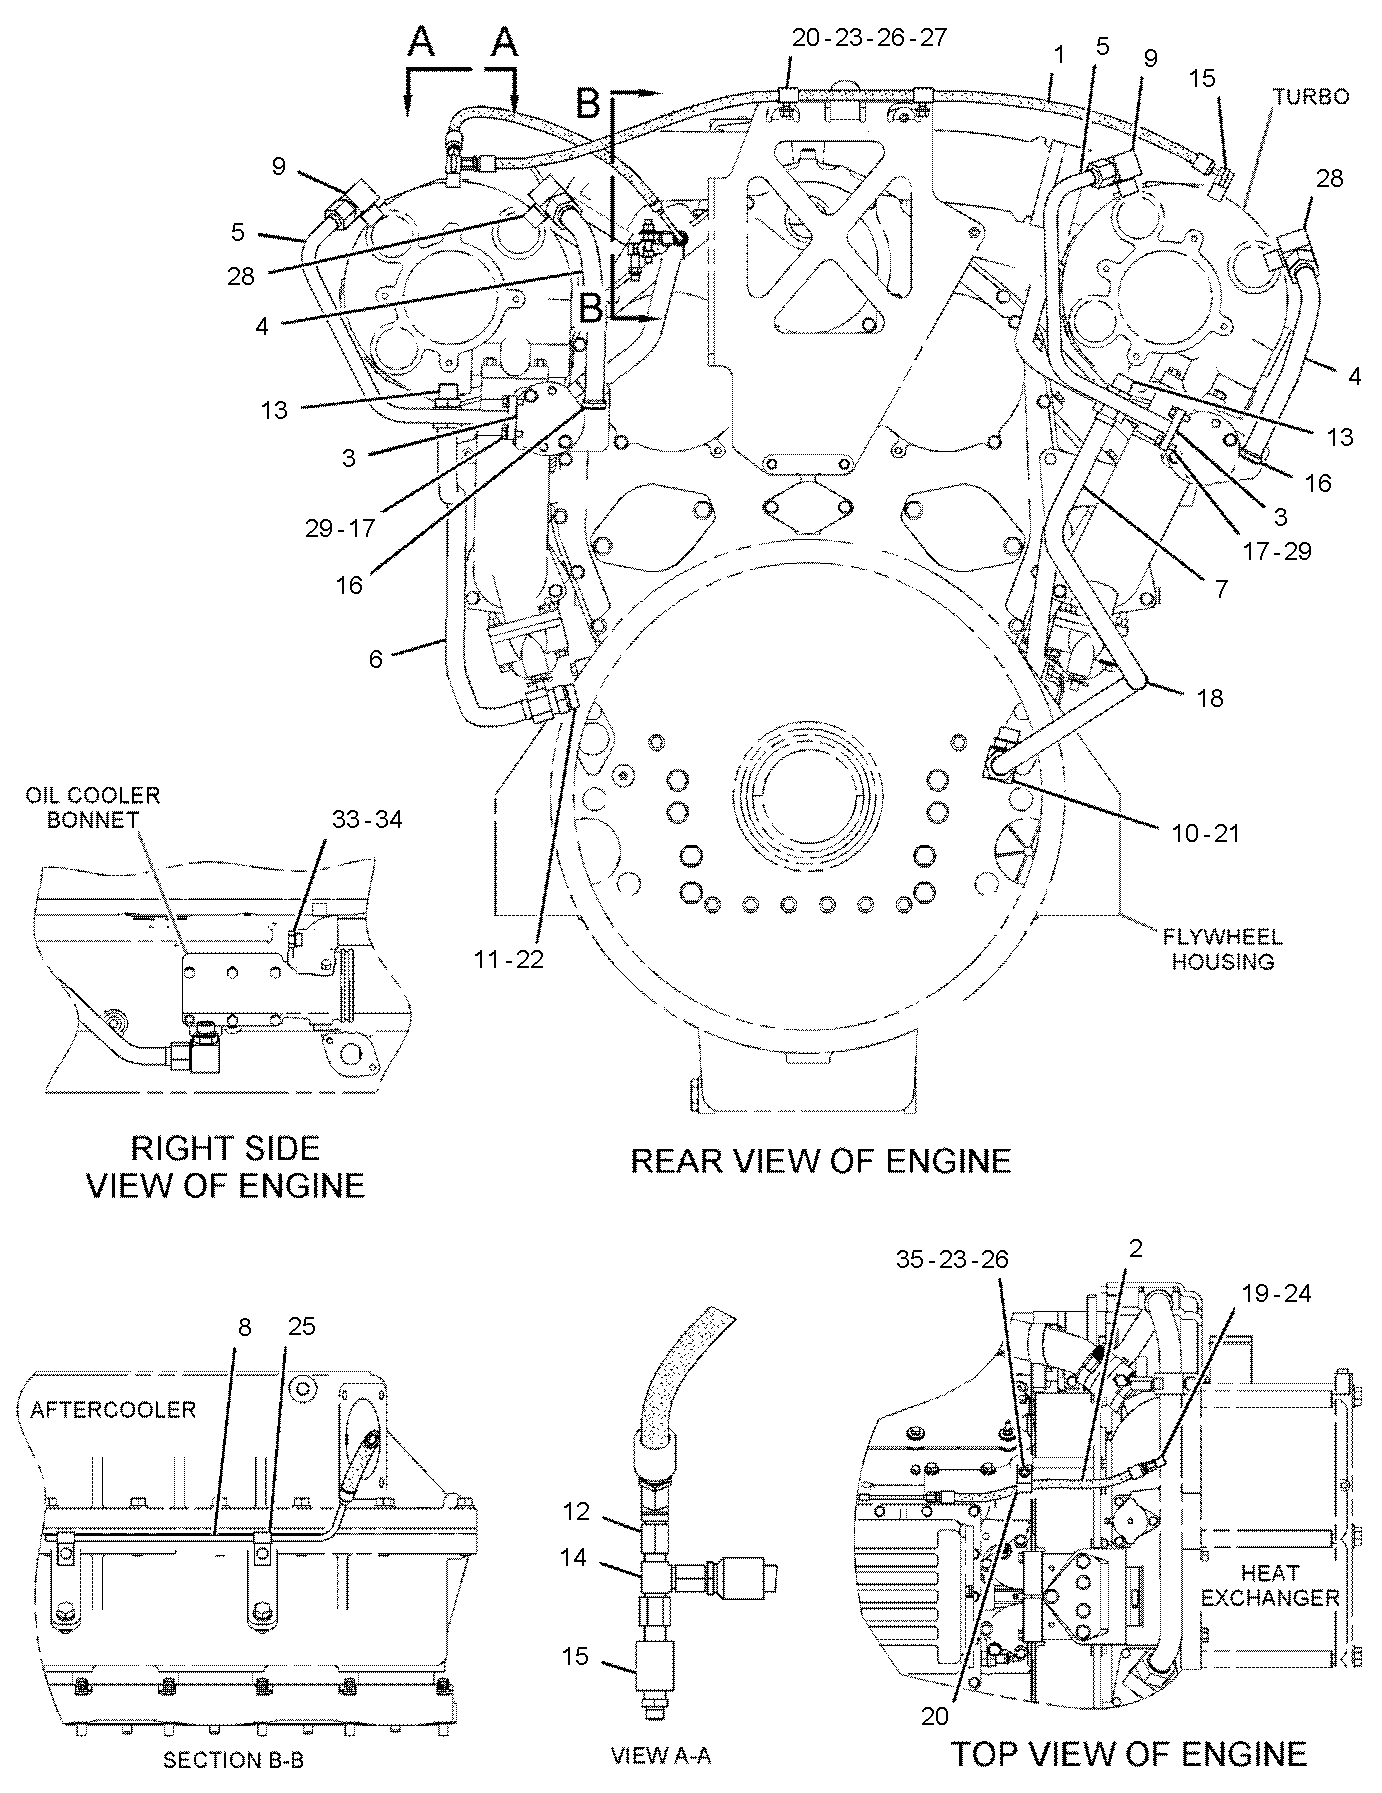 A A
20-23-26-27
1
5
9
15
TURBO
B
9
28
5
28
4
B
4
13
13
3
16
3
29-17
17-29
16
7
6
18
OIL COOLER
BONNET
33-34
10-21
11-22
FLYWHEEL
HOUSING
RIGHT SIDE
VIEW OF ENGINE
REAR VIEW OF ENGINE
8
25
AFTERCOOLER
SECTION B-B
12
14
15
VIEW A-A
35-23-26
2
19-24
HEAT
EXCHANGER
20
TOP VIEW OF ENGINE